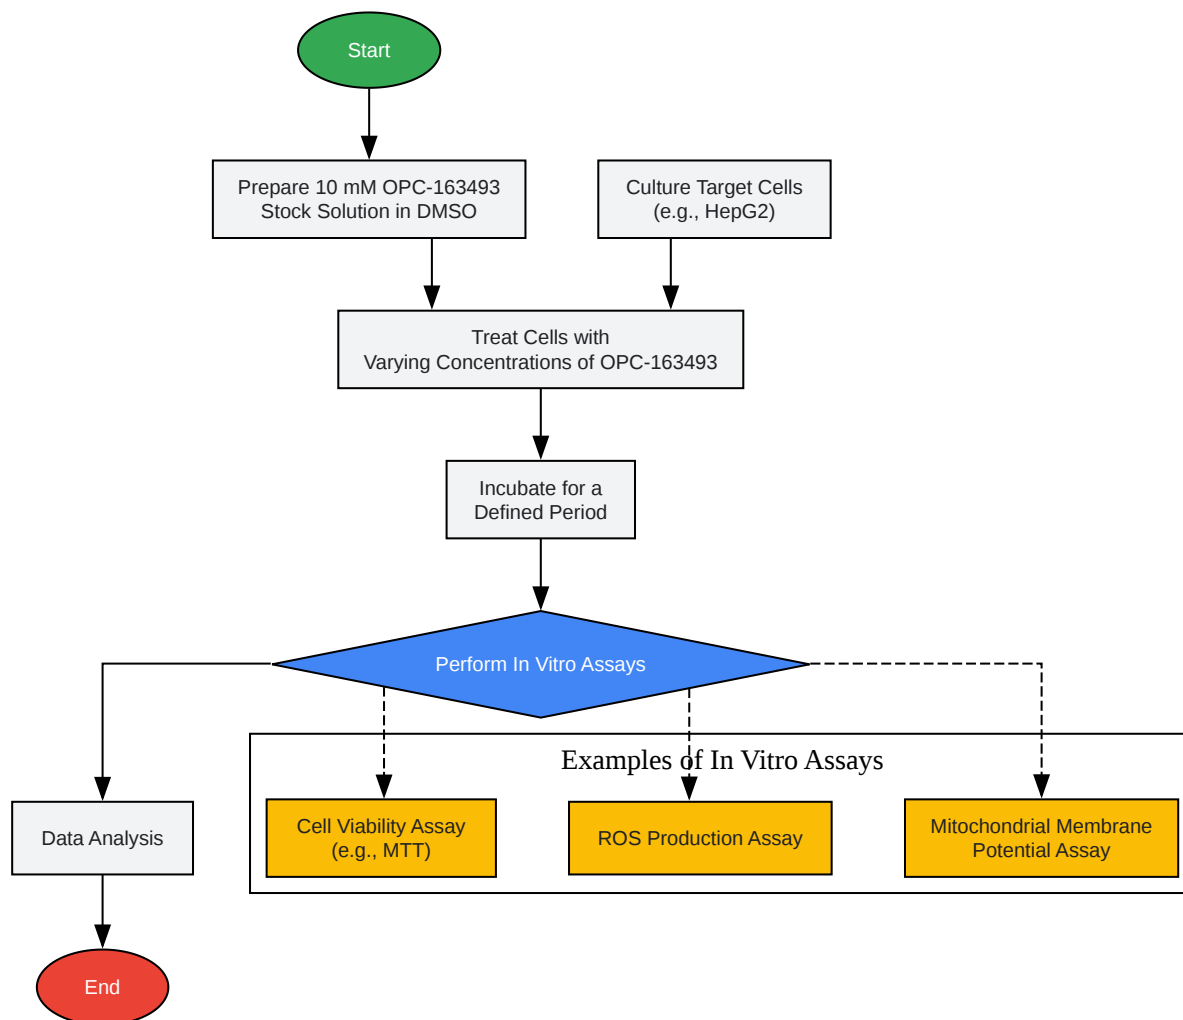 Start
Prepare 10 mM OPC-163493
Stock Solution in DMSO
Culture Target Cells
(e.g., HepG2)
Treat Cells with
Varying Concentrations of OPC-163493
Incubate for a
Defined Period
Perform In Vitro Assays
Examples of In Vitro Assays
Data Analysis
Cell Viability Assay
(e.g., MTT)
ROS Production Assay
Mitochondrial Membrane
Potential Assay
End